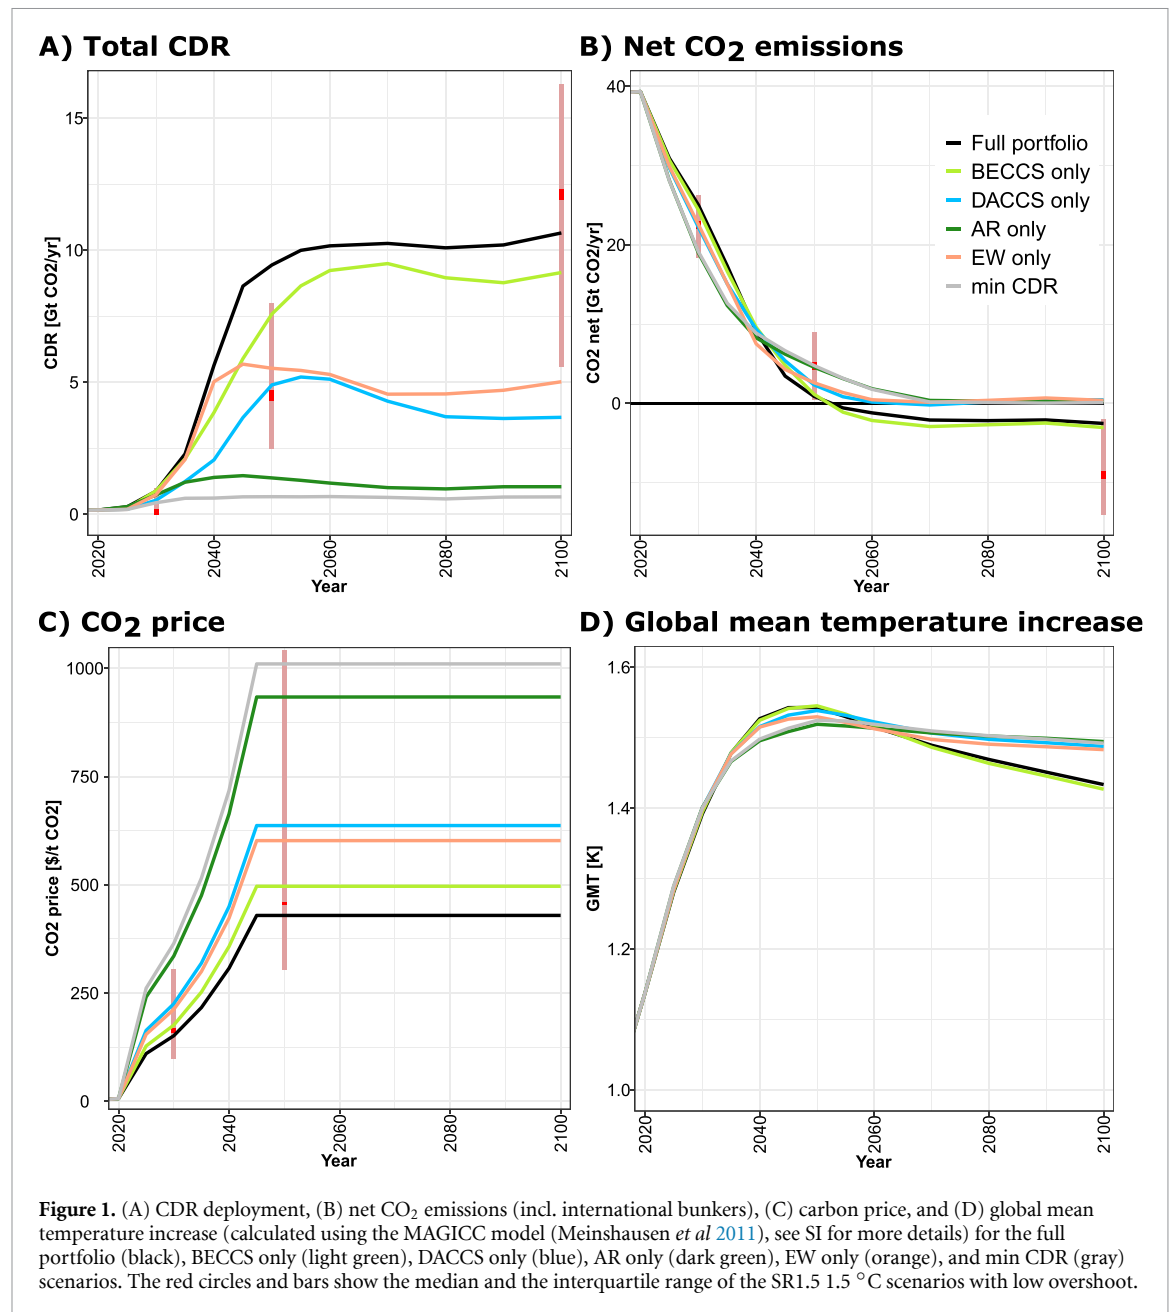 A) Total CDR
15
10
5
0
CDR [Gt CO2/yr]
2020
2040
2060
2080
2100
Year
B) Net CO2 emissions
40
20
0
CO2 net [Gt CO2/yr]
Full portfolio
BECCS only
DACCS only
AR only
EW only
min CDR
2020
2040
2060
2080
2100
Year
C) CO2 price
1000
750
500
250
0
CO2 price [$/t CO2]
2020
2040
2060
2080
2100
Year
D) Global mean temperature increase
1.6
1.4
1.2
1.0
GMT [K]
2020
2040
2060
2080
2100
Year
Figure 1. (A) CDR deployment, (B) net CO2 emissions (incl. international bunkers), (C) carbon price, and (D) global mean
temperature increase (calculated using the MAGICC model (Meinshausen et al 2011), see SI for more details) for the full
portfolio (black), BECCS only (light green), DACCS only (blue), AR only (dark green), EW only (orange), and min CDR (gray)
scenarios. The red circles and bars show the median and the interquartile range of the SR1.5 1.5 °C scenarios with low overshoot.